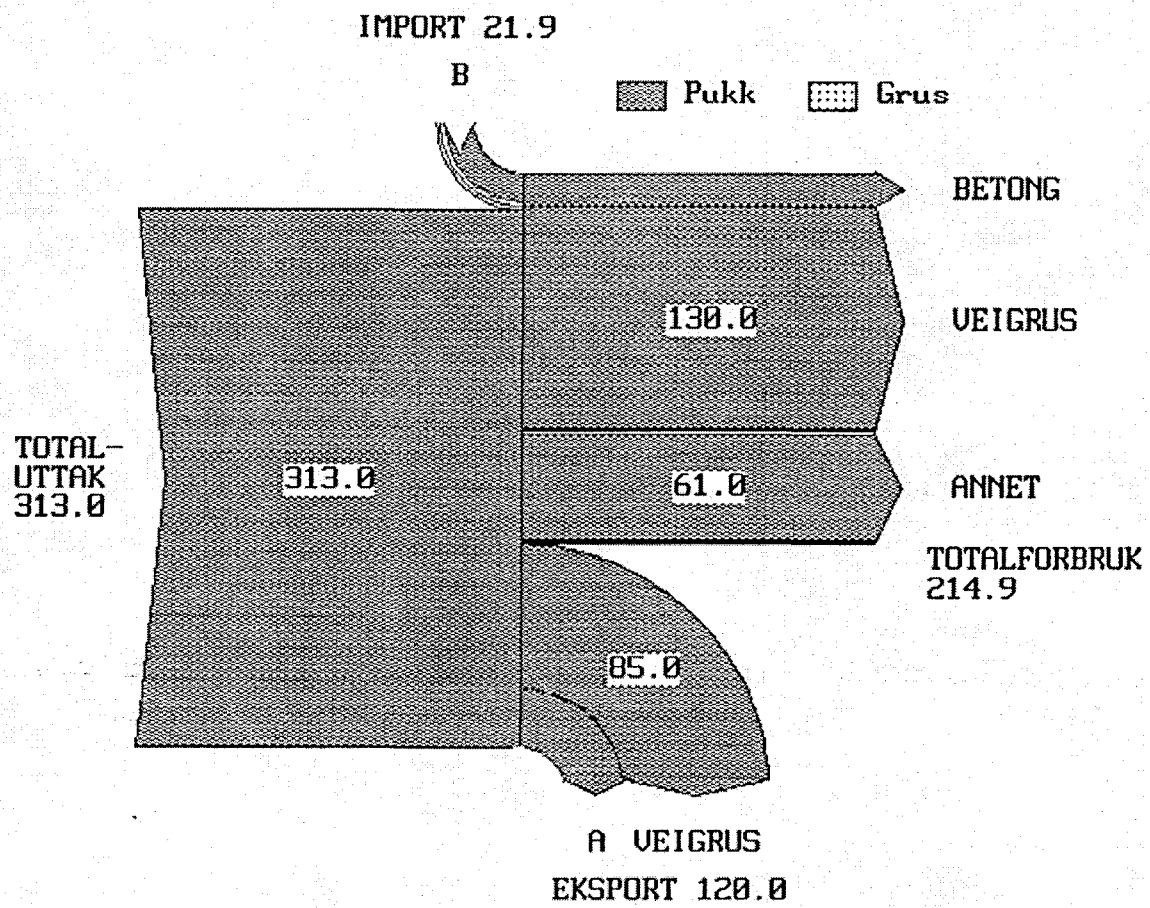 IMPORT 21.9
B
Pukk Grus
BETONG
130.0
VEIGRUS
TOTAL-
UTTAK
313.0
313.0
61.0
ANNET
TOTALFORBRUK
214.9
85.0
A VEIGRUS
EKSPORT 120.0